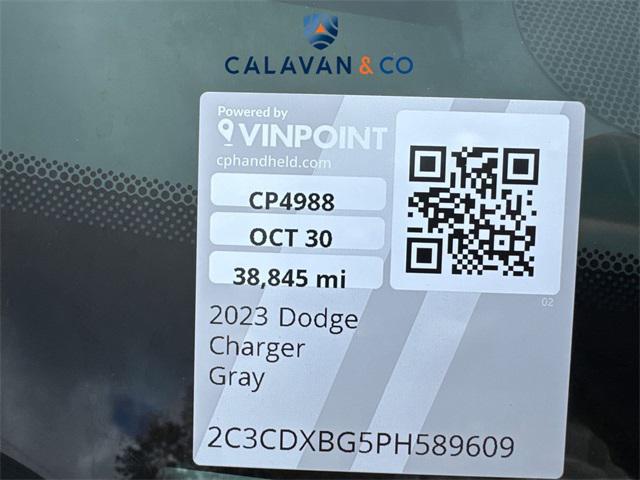 CALAVAN & CO
Powered by
VINPOINT
cphandheld.com
CP4988
OCT 30
38,845 mi
02
2023 Dodge
Charger
Gray
2C3CDXBG5PH589609